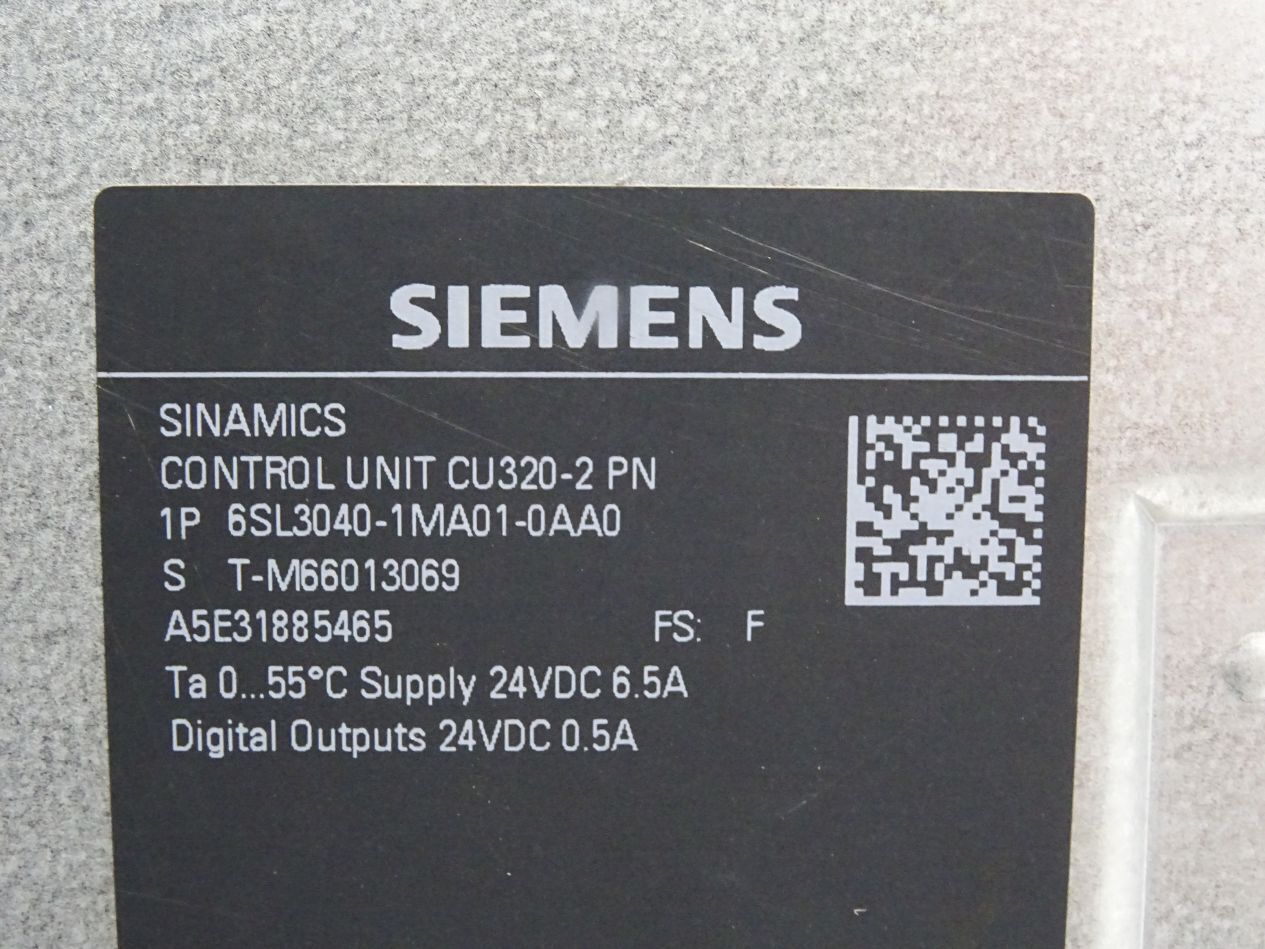 SIEMENS
SINAMICS
CONTROL UNIT CU320-2 PN
1P 6SL3040-1MA01-0AA0
S T-M66013069
A5E31885465 FS: F
Ta 0...55°C Supply 24VDC 6.5A
Digital Outputs 24VDC 0.5A